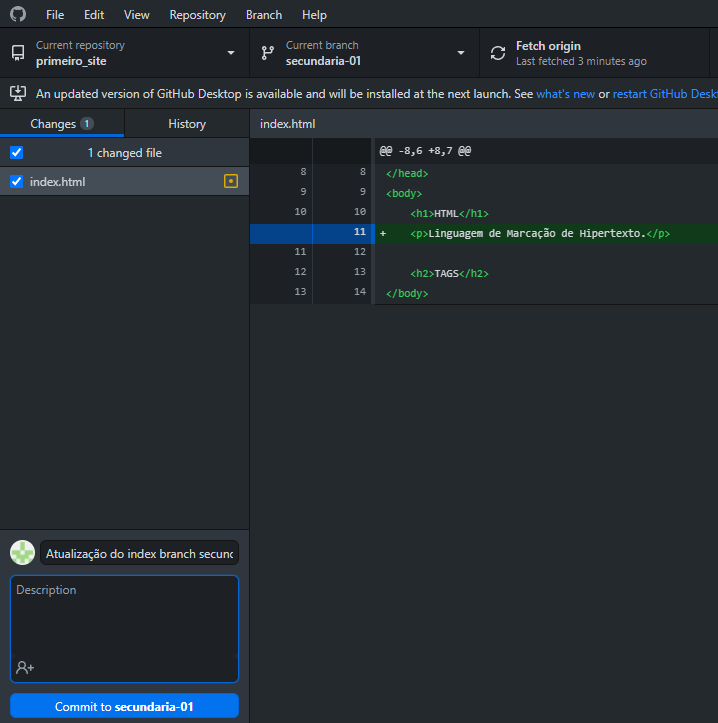 File Edit View Repository Branch Help
Current repository
primeiro_site
Current branch
secundaria-01
Fetch origin
Last fetched 3 minutes ago
An updated version of GitHub Desktop is available and will be installed at the next launch. See what's new or restart GitHub Deskt
Changes 1 History
index.html
1 changed file
index.html
@@ -8,6 +8,7 @@
8 8 </head>
9 9 <body>
10 10 <h1>HTML</h1>
11 + <p>Linguagem de Marcação de Hipertexto.</p>
11 12
12 13 <h2>TAGS</h2>
13 14 </body>
Atualização do index branch secund
Description
Commit to secundaria-01